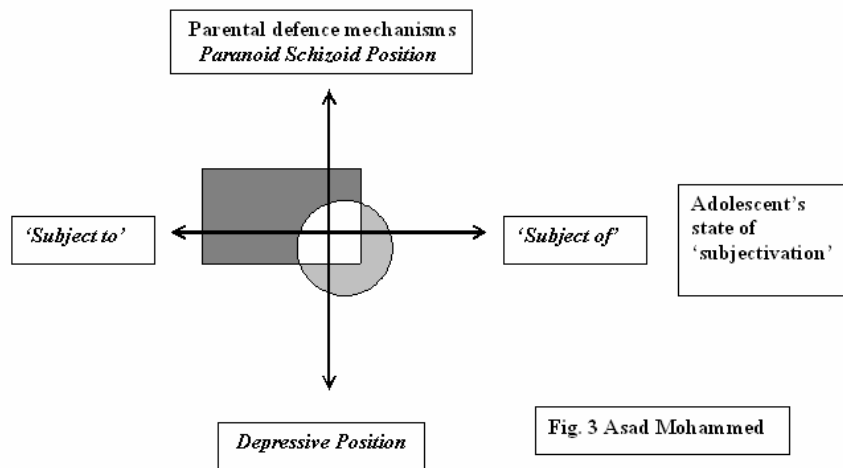 Parental defence mechanisms
Paranoid Schizoid Position
‘Subject to’
‘Subject of’
Adolescent’s
state of
‘subjectivation’
Depressive Position
Fig. 3 Asad Mohammed